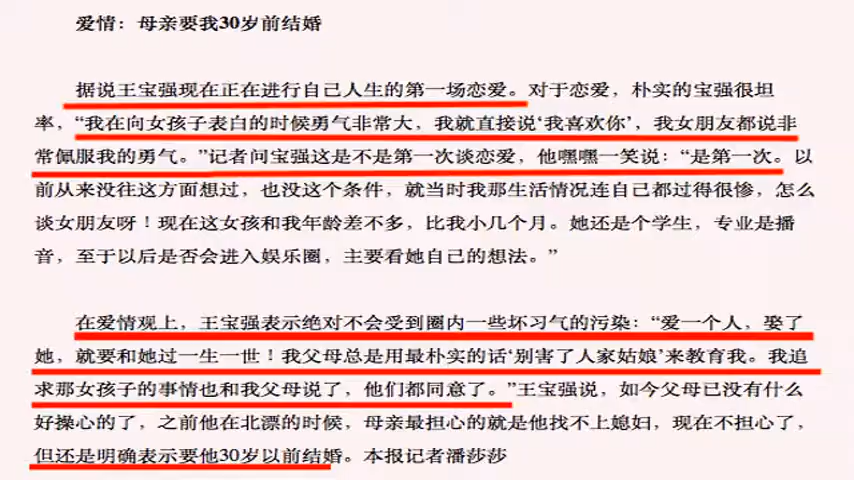 爱情：母亲要我30岁前结婚
据说王宝强现在正在进行自己人生的第一场恋爱。对于恋爱，朴实的宝强很坦
率，“我在向女孩子表白的时候勇气非常大，我就直接说‘我喜欢你’，我女朋友都说非
常佩服我的勇气。”记者问宝强这是不是第一次谈恋爱，他嘿嘿一笑说：“是第一次。以
前从来没往这方面想过，也没这个条件，就当时我那生活情况连自己都过得很惨，怎么
谈女朋友呀！现在这女孩和我年龄差不多，比我小几个月。她还是个学生，专业是播
音，至于以后是否会进入娱乐圈，主要看她自己的想法。”
在爱情观上，王宝强表示绝对不会受到圈内一些坏习气的污染：“爱一个人，娶了
她，就要和她过一生一世！我父母总是用最朴实的话‘别害了人家姑娘’来教育我。我追
求那女孩子的事情也和我父母说了，他们都同意了。”王宝强说，如今父母已没有什么
好操心的了，之前他在北漂的时候，母亲最担心的就是他找不上媳妇，现在不担心了，
但还是明确表示要他30岁以前结婚。本报记者潘莎莎